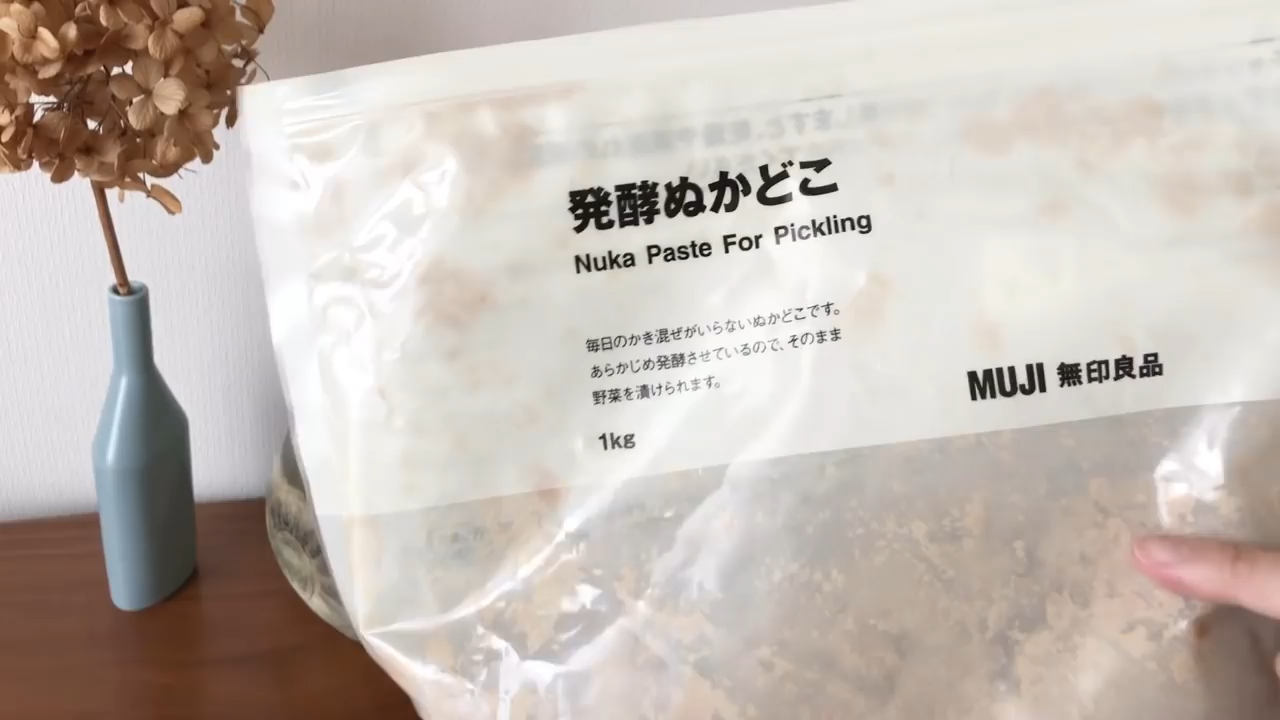 発酵ぬかどこ
Nuka Paste For Pickling
毎日のかき混ぜがいらないぬかどこです。
あらかじめ発酵させているので、そのまま
野菜を漬けられます。
1kg
MUJI 無印良品